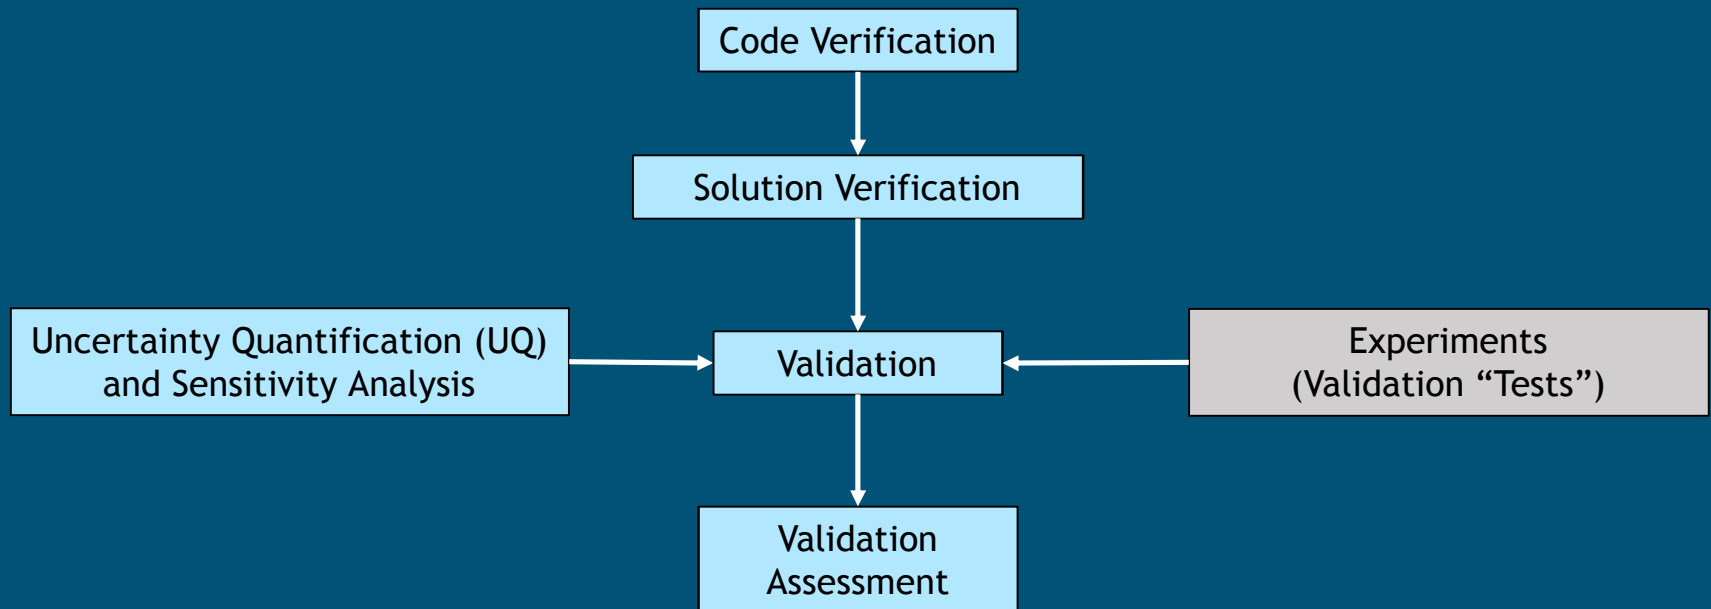 Code Verification
Solution Verification
Uncertainty Quantification (UQ)
and Sensitivity Analysis
Validation
Experiments
(Validation “Tests”)
Validation
Assessment